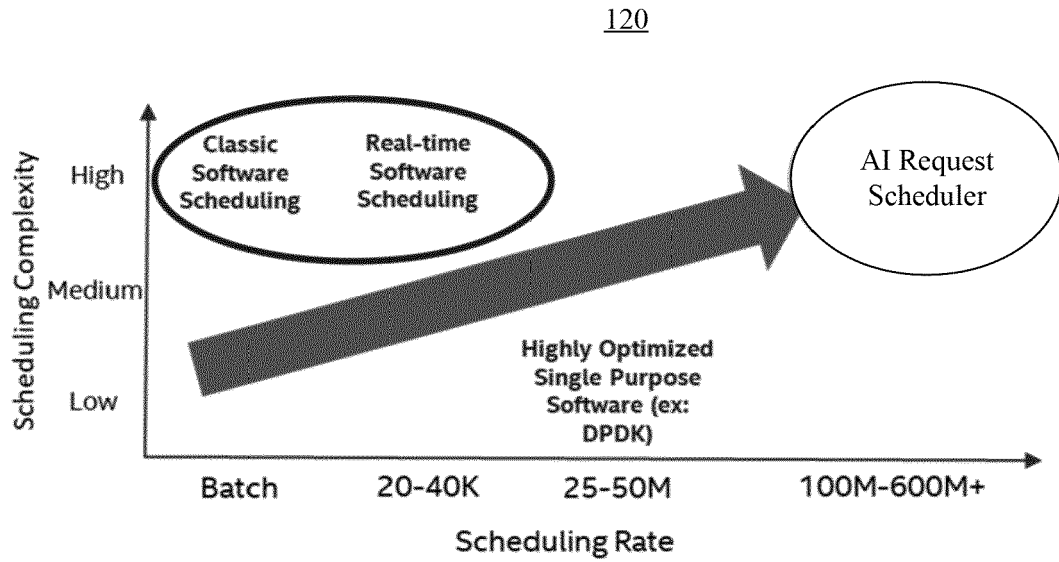 120
Scheduling Complexity
High
Medium
Low
Classic
Software
Scheduling
Real-time
Software
Scheduling
AI Request
Scheduler
Highly Optimized
Single Purpose
Software (ex:
DPDK)
Batch
20-40K
25-50M
100M-600M+
Scheduling Rate